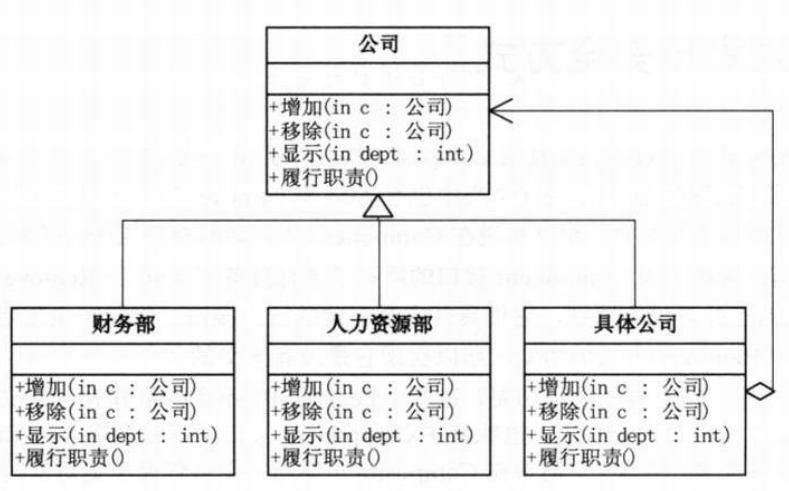 公司
+增加(in c : 公司)
+移除(in c : 公司)
+显示(in dept : int)
+履行职责()
财务部
+增加(in c : 公司)
+移除(in c : 公司)
+显示(in dept : int)
+履行职责()
人力资源部
+增加(in c : 公司)
+移除(in c : 公司)
+显示(in dept : int)
+履行职责()
具体公司
+增加(in c : 公司)
+移除(in c : 公司)
+显示(in dept : int)
+履行职责()